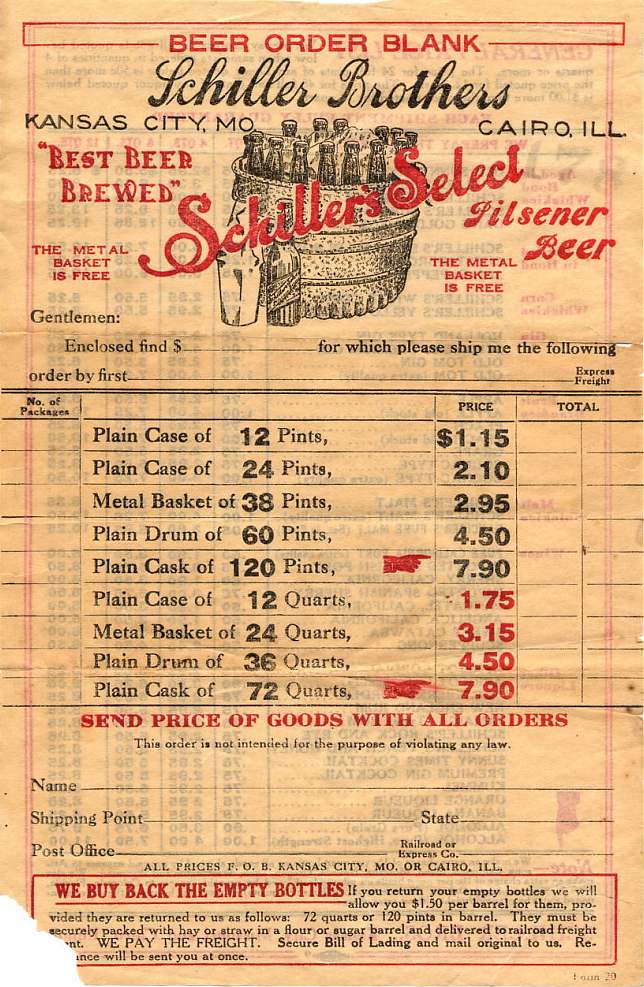 BEER ORDER BLANK
Schiller Brothers
KANSAS CITY, MO. CAIRO, ILL.
"BEST BEER BREWED"
Schiller's Select
Pilsener Beer
THE METAL BASKET IS FREE
THE METAL BASKET IS FREE
Gentlemen:
Enclosed find $ for which please ship me the following
order by first Express Freight
No. of Packages PRICE TOTAL
Plain Case of 12 Pints, $1.15
Plain Case of 24 Pints, 2.10
Metal Basket of 38 Pints, 2.95
Plain Drum of 60 Pints, 4.50
Plain Cask of 120 Pints, 7.90
Plain Case of 12 Quarts, 1.75
Metal Basket of 24 Quarts, 3.15
Plain Drum of 36 Quarts, 4.50
Plain Cask of 72 Quarts, 7.90
SEND PRICE OF GOODS WITH ALL ORDERS
This order is not intended for the purpose of violating any law.
Name
Shipping Point State
Post Office Railroad or Express Co.
ALL PRICES F. O. B. KANSAS CITY, MO. OR CAIRO, ILL.
WE BUY BACK THE EMPTY BOTTLES If you return your empty bottles we will
allow you $1.50 per barrel for them, pro-
vided they are returned to us as follows: 72 quarts or 120 pints in barrel. They must be
securely packed with hay or straw in a flour or sugar barrel and delivered to railroad freight
WE PAY THE FREIGHT. Secure Bill of Lading and mail original to us. Re-
ance will be sent you at once.
Form 20